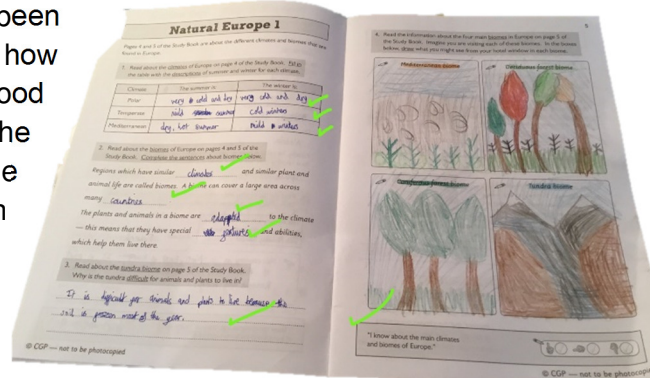 been
how
ood
he
e
n
Natural Europe 1
Pages 4 and 5 of the Study Book are about the different climates and biomes that are
found in Europe.
1. Read about the climates of Europe on page 4 of the Study Book. Fill in
the table with the descriptions of summer and winter for each climate.
Climate The summer is The winter is
Polar very cold and dry very cold and dry
Temperate mild summer cold winters
Mediterranean dry, hot summer mild winters
2. Read about the biomes of Europe on pages 4 and 5 of the
Study Book. Complete the sentences about biomes below.
Regions which have similar climates and similar plant and
animal life are called biomes. A biome can cover a large area across
many countries
The plants and animals in a biome are adapted to the climate
— this means that they have special features and abilities,
which help them live there.
3. Read about the tundra biome on page 5 of the Study Book.
Why is the tundra difficult for animals and plants to live in?
It is difficult for animals and plants to live because the
soil is frozen most of the year.
© CGP — not to be photocopied
4. Read the information about the four main biomes in Europe on page 5 of
the Study Book. Imagine you are visiting each of these biomes. In the boxes
below, draw what you might see from your hotel window in each biome.
Mediterranean biome
Deciduous forest biome
Coniferous forest biome
Tundra biome
"I know about the main climates
and biomes of Europe."
© CGP — not to be photocopied